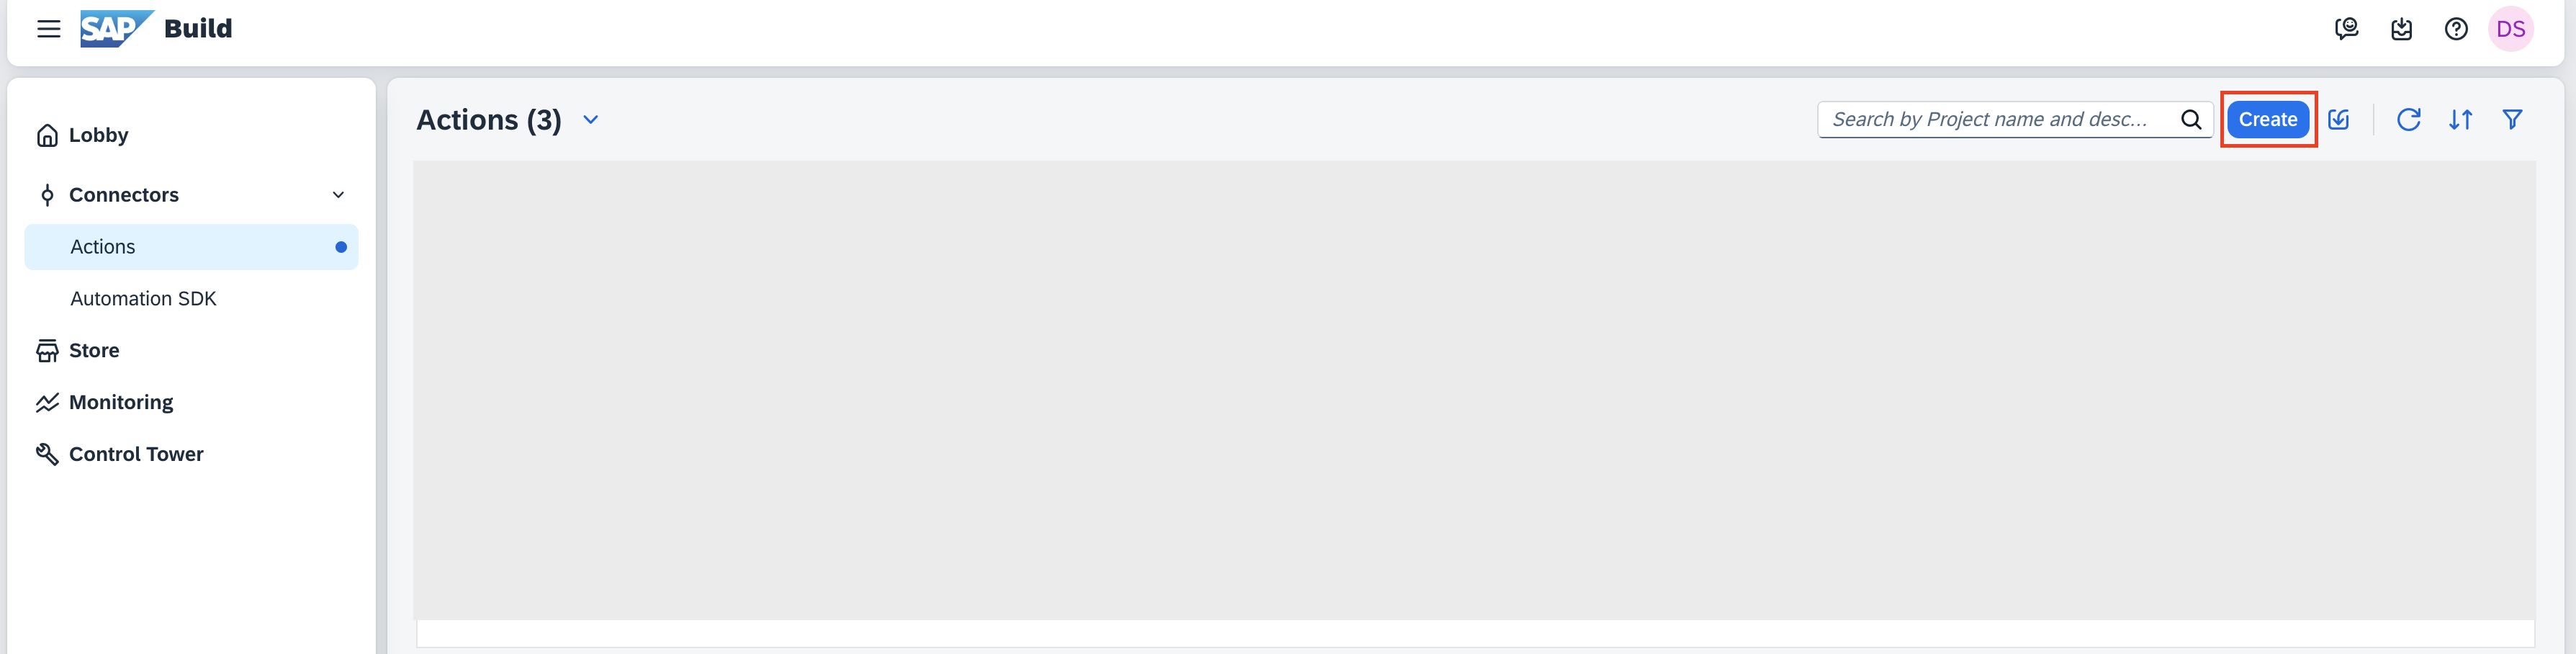 SAP Build
DS
Lobby
Connectors
Actions
Automation SDK
Store
Monitoring
Control Tower
Actions (3)
Search by Project name and desc...
Create